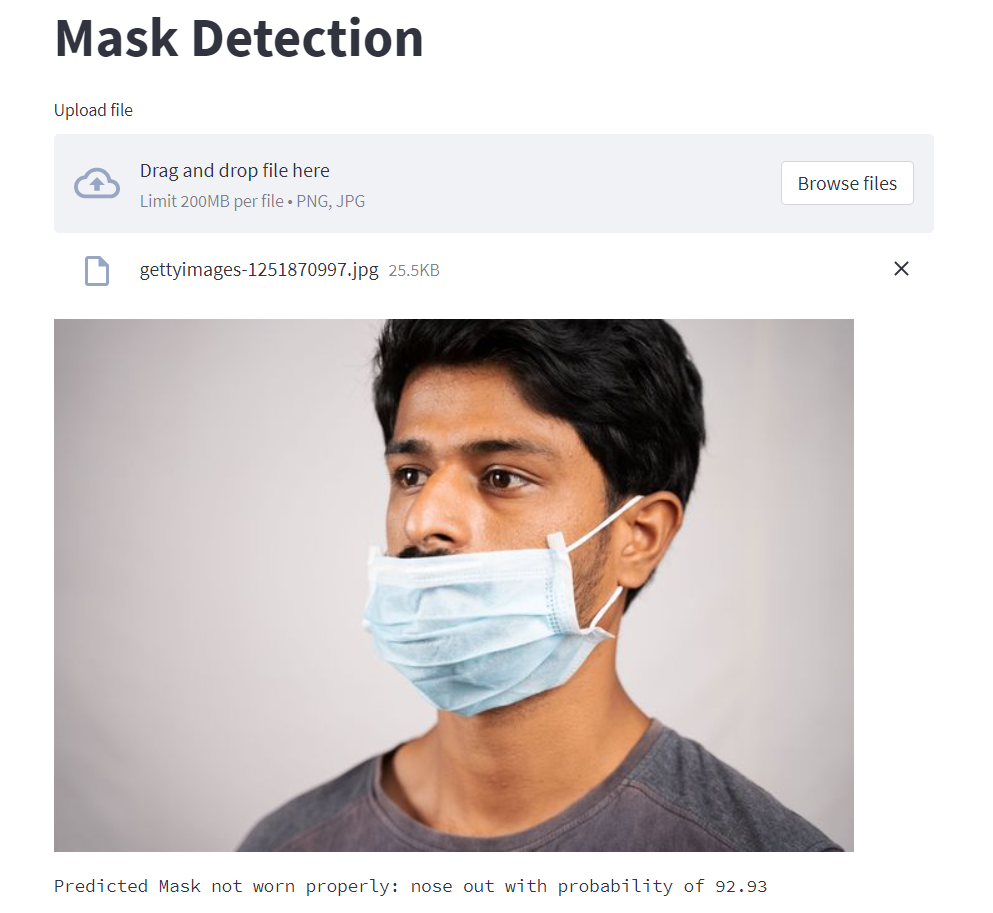 Mask Detection
Upload file
Drag and drop file here
Limit 200MB per file • PNG, JPG
Browse files
gettyimages-1251870997.jpg 25.5KB
Predicted Mask not worn properly: nose out with probability of 92.93